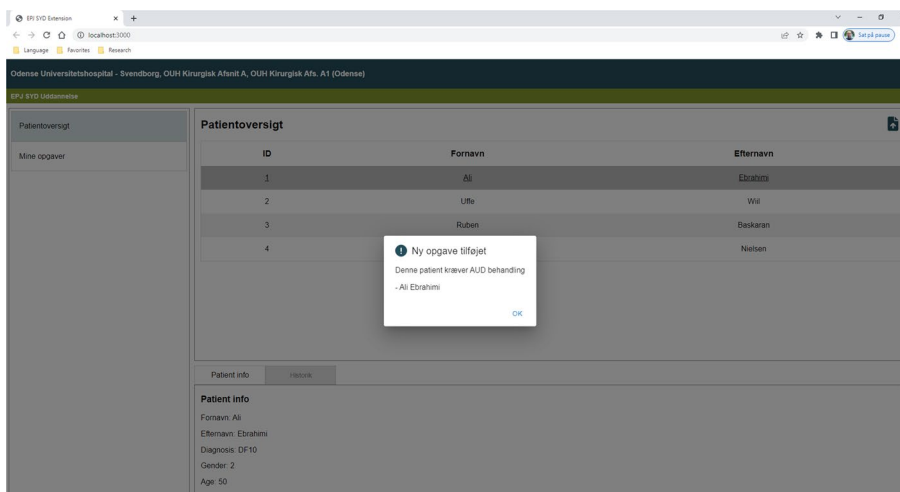 EPJ SYD Extension
localhost:3000
Sat på pause
Language Favorites Research
Odense Universitetshospital - Svendborg, OUH Kirurgisk Afsnit A, OUH Kirurgisk Afs. A1 (Odense)
EPJ SYD Uddannelse
Patientoversigt
Mine opgaver
Patientoversigt
ID Fornavn Efternavn
1 Ali Ebrahimi
2 Uffe Wiil
3 Ruben Baskaran
4 Nielsen
Ny opgave tilføjet
Denne patient kræver AUD behandling
- Ali Ebrahimi
OK
Patient info Historik
Patient info
Fornavn: Ali
Efternavn: Ebrahimi
Diagnosis: DF10
Gender: 2
Age: 50